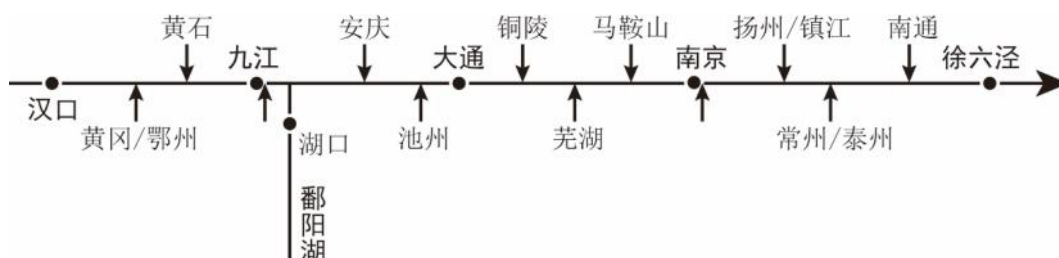 黄石
安庆
铜陵
马鞍山
扬州/镇江
南通
九江
大通
南京
徐六泾
汉口
黄冈/鄂州
湖口
池州
芜湖
常州/泰州
鄱阳湖